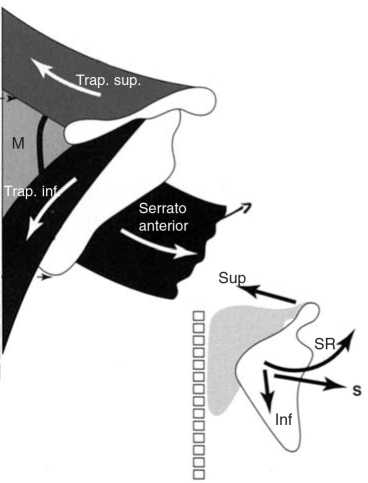 Trap. sup.
M
Trap. inf.
Serrato
anterior
Sup
SR
S
Inf